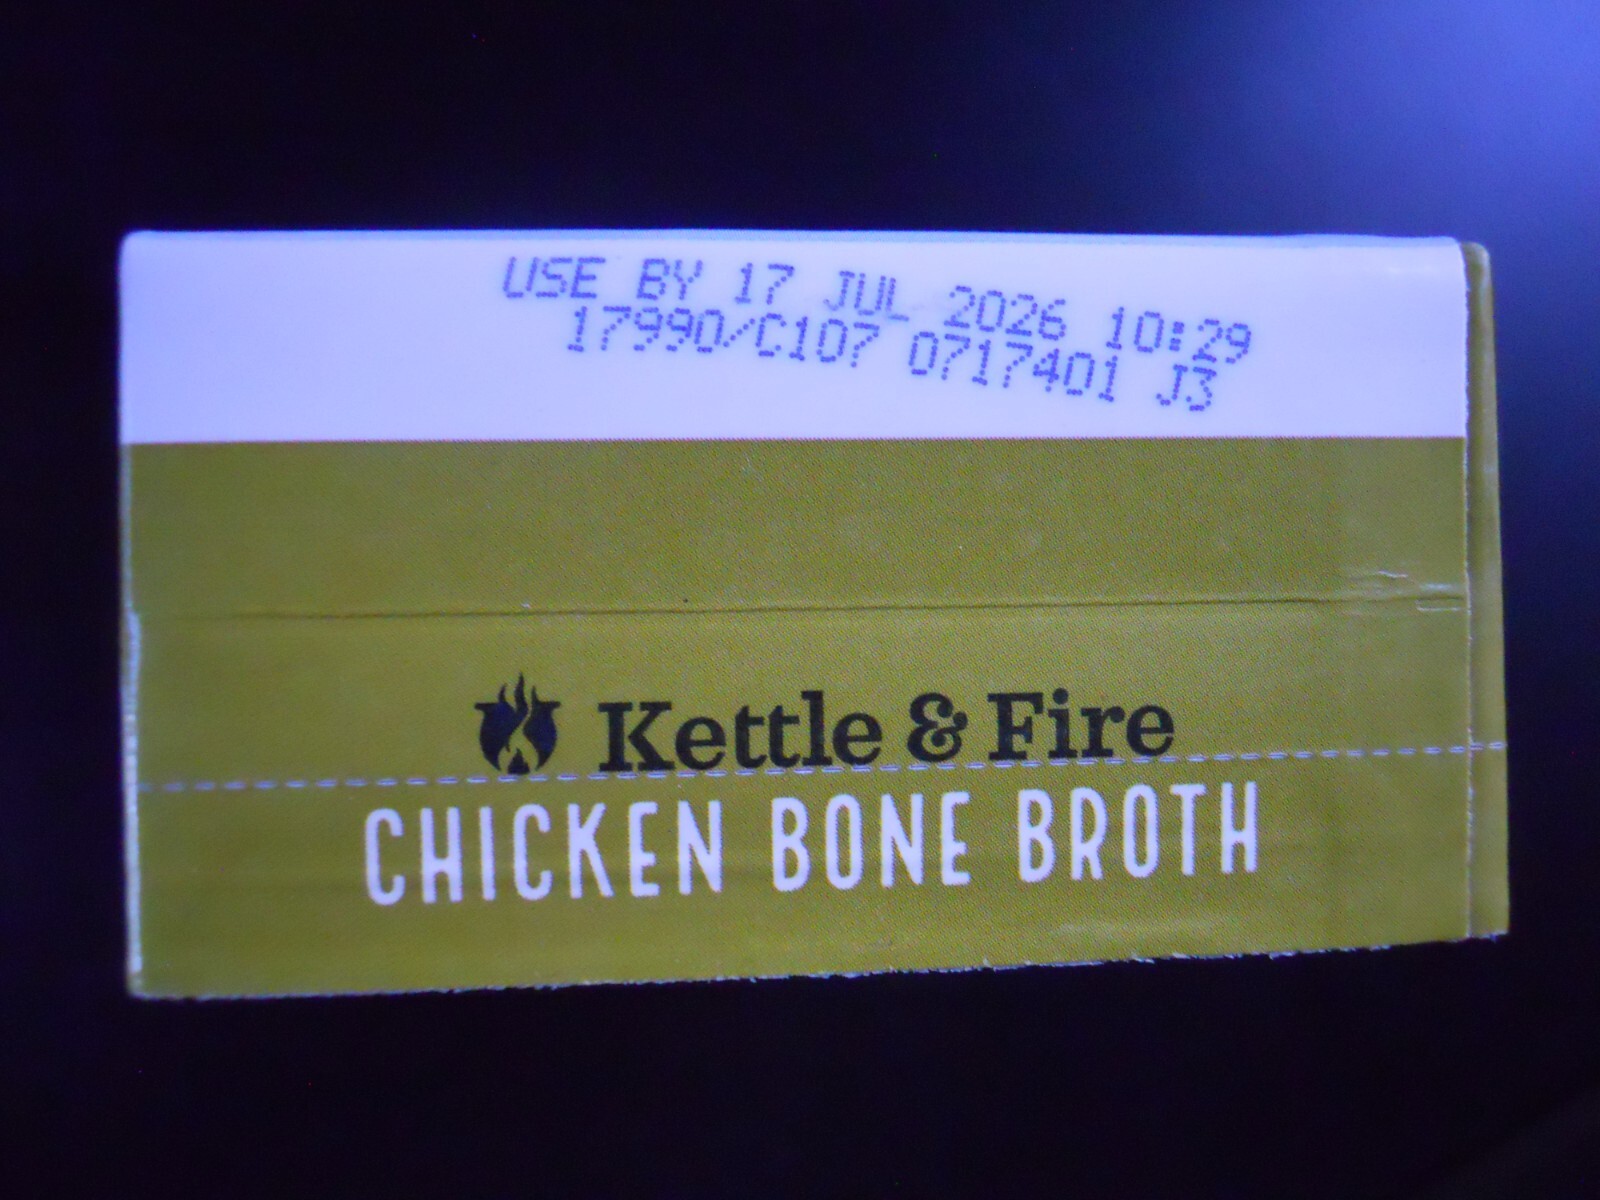 USE BY 17 JUL 2026 10:29
17990/C107 0717401 J3
Kettle & Fire
CHICKEN BONE BROTH